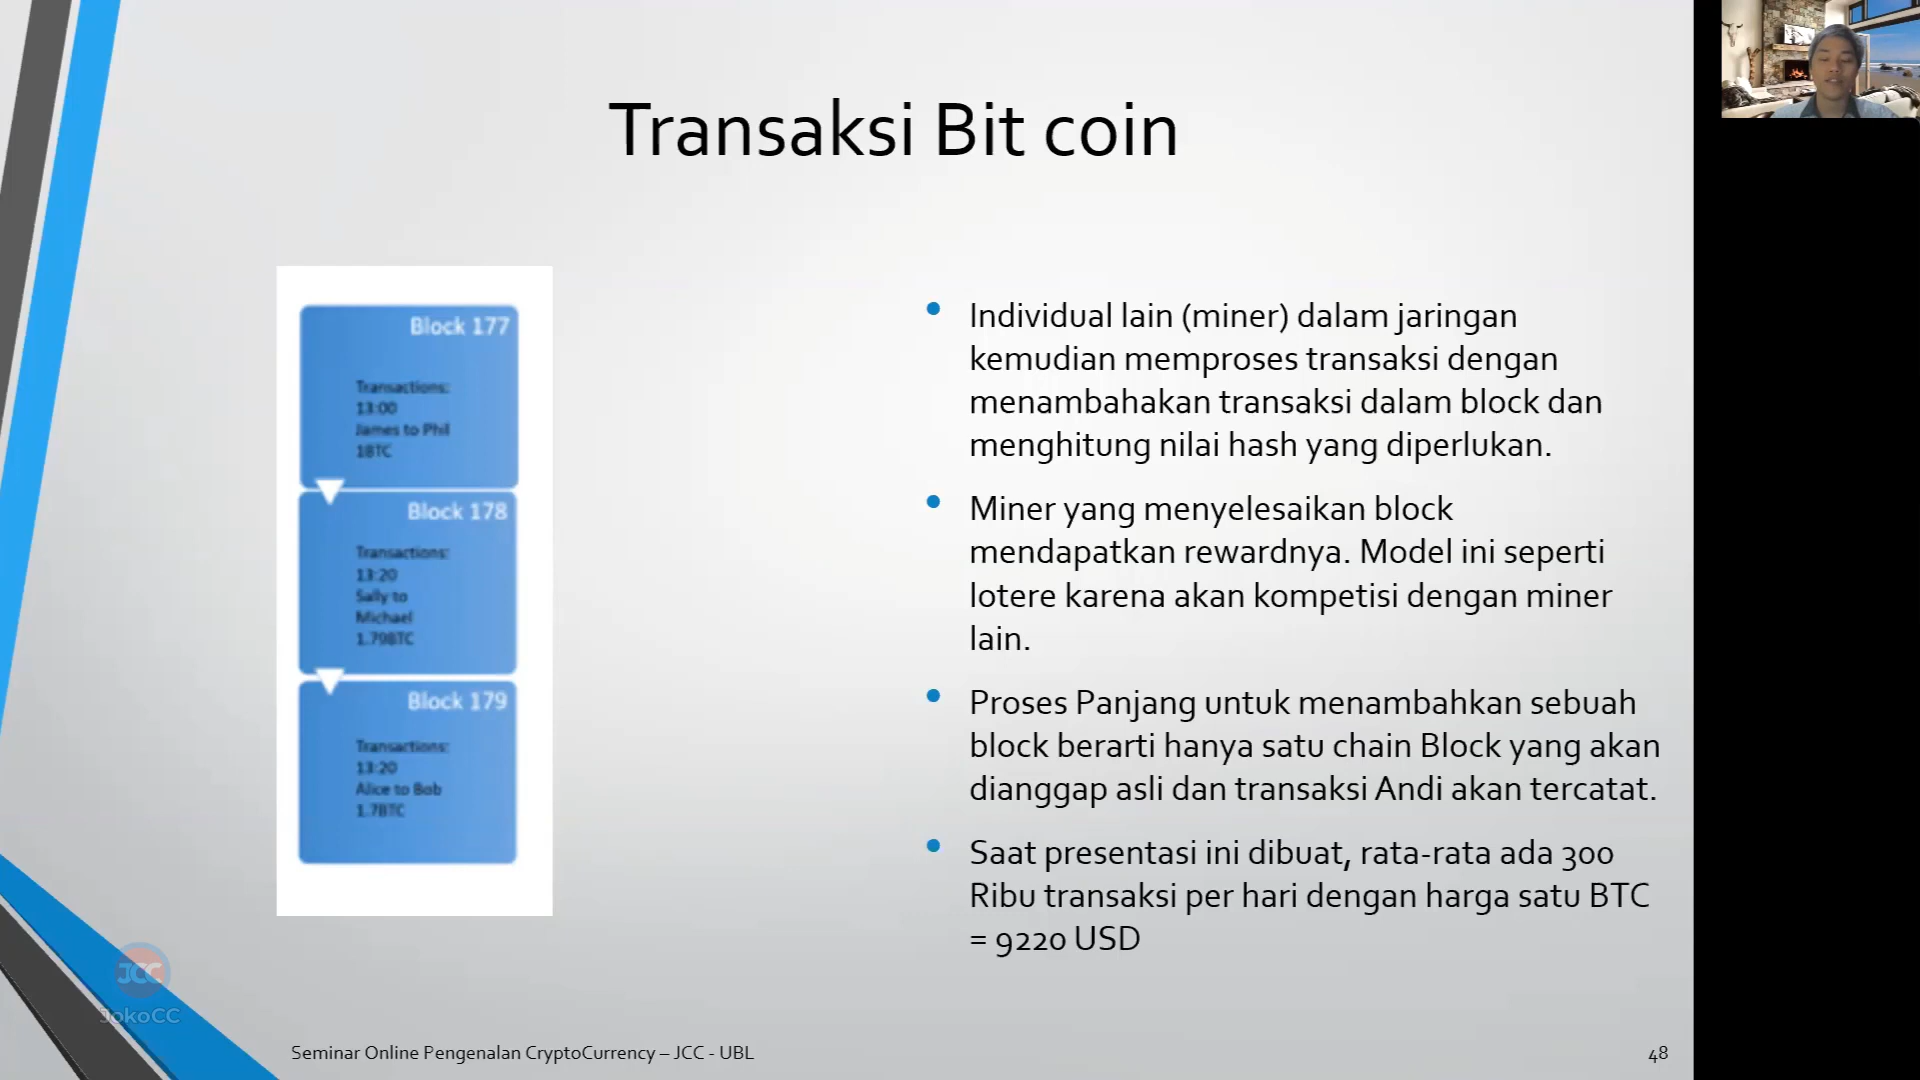 Transaksi Bit coin
Block 177
Transactions:
13:00
James to Phil
1BTC
Block 178
Transactions:
13:20
Sally to
Michael
1.79BTC
Block 179
Transactions:
13:20
Alice to Bob
1.7BTC
Individual lain (miner) dalam jaringan
kemudian memproses transaksi dengan
menambahakan transaksi dalam block dan
menghitung nilai hash yang diperlukan.
Miner yang menyelesaikan block
mendapatkan rewardnya. Model ini seperti
lotere karena akan kompetisi dengan miner
lain.
Proses Panjang untuk menambahkan sebuah
block berarti hanya satu chain Block yang akan
dianggap asli dan transaksi Andi akan tercatat.
Saat presentasi ini dibuat, rata-rata ada 300
Ribu transaksi per hari dengan harga satu BTC
= 9220 USD
JCC
JokoCC
Seminar Online Pengenalan CryptoCurrency – JCC - UBL
48